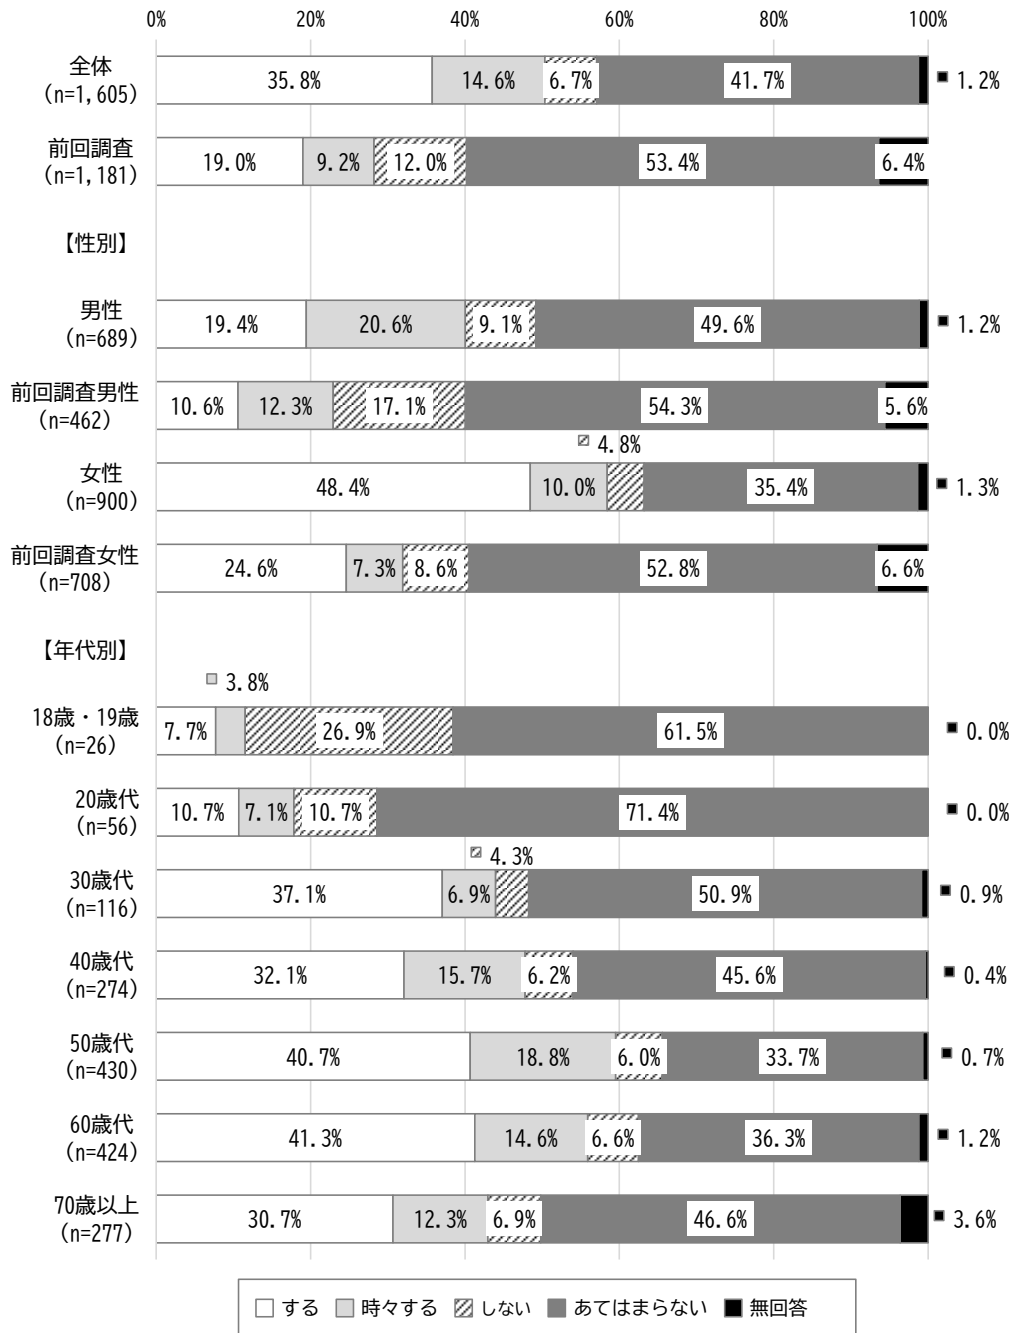 0% 20% 40% 60% 80% 100%
全体
(n=1,605)
35.8% 14.6% 6.7% 41.7% 1.2%
前回調査
(n=1,181)
19.0% 9.2% 12.0% 53.4% 6.4%
【性別】
男性
(n=689)
19.4% 20.6% 9.1% 49.6% 1.2%
前回調査男性
(n=462)
10.6% 12.3% 17.1% 54.3% 5.6%
4.8%
女性
(n=900)
48.4% 10.0% 35.4% 1.3%
前回調査女性
(n=708)
24.6% 7.3% 8.6% 52.8% 6.6%
【年代別】
3.8%
18歳・19歳
(n=26)
7.7% 26.9% 61.5% 0.0%
20歳代
(n=56)
10.7% 7.1% 10.7% 71.4% 0.0%
4.3%
30歳代
(n=116)
37.1% 6.9% 50.9% 0.9%
40歳代
(n=274)
32.1% 15.7% 6.2% 45.6% 0.4%
50歳代
(n=430)
40.7% 18.8% 6.0% 33.7% 0.7%
60歳代
(n=424)
41.3% 14.6% 6.6% 36.3% 1.2%
70歳以上
(n=277)
30.7% 12.3% 6.9% 46.6% 3.6%
する 時々する しない あてはまらない 無回答